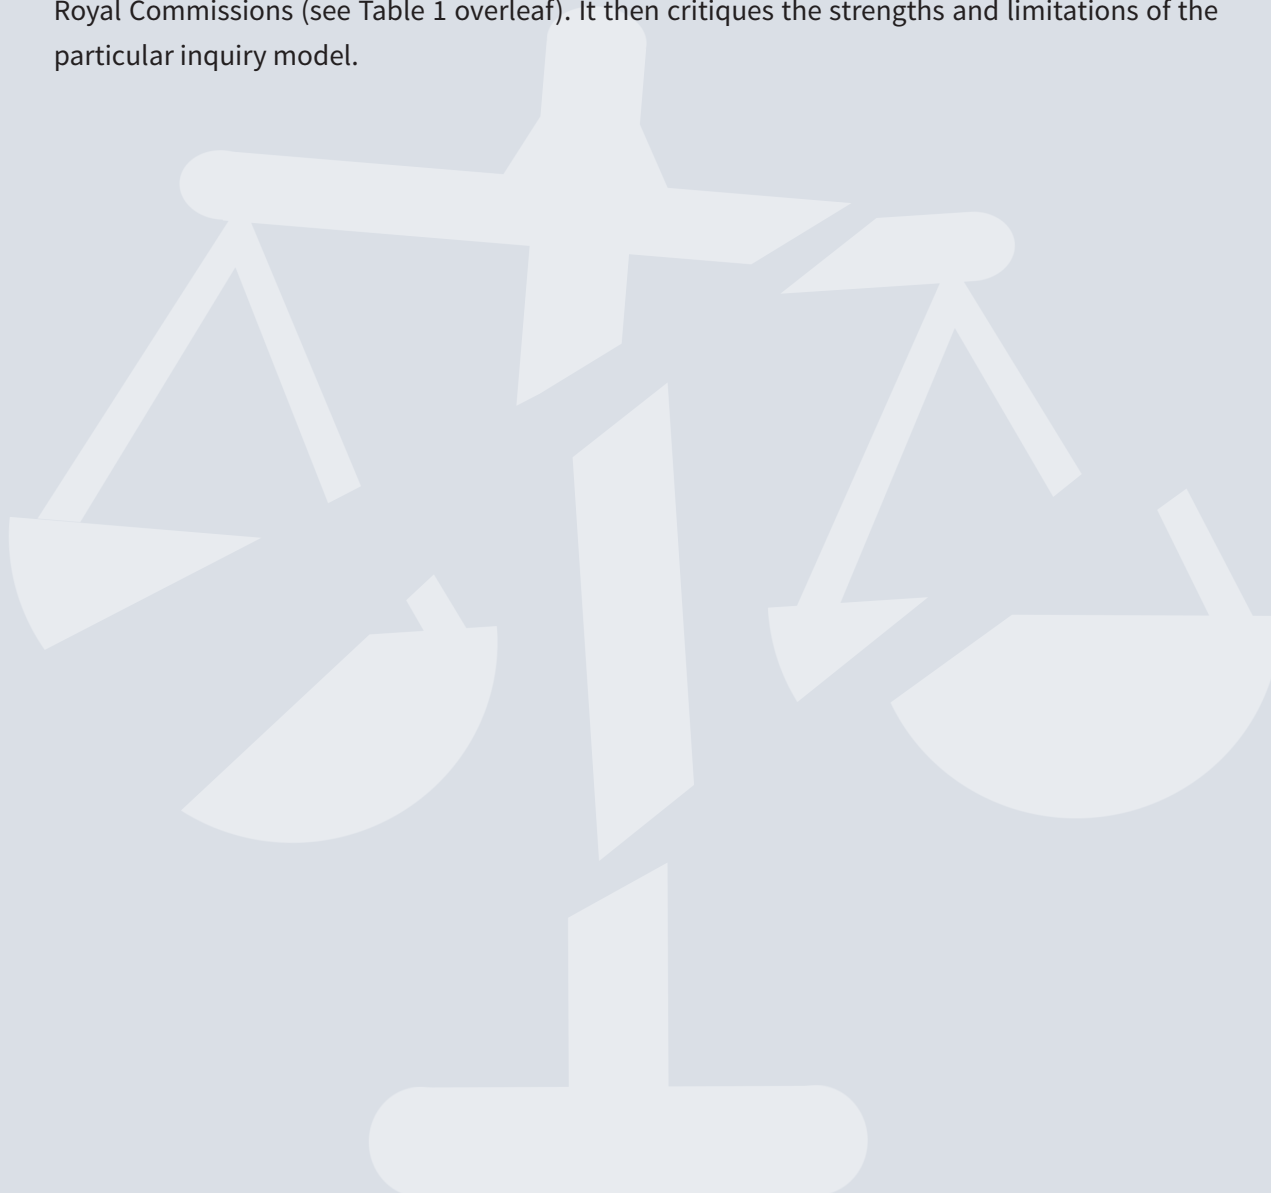 Royal Commissions (see Table 1 overleaf). It then critiques the strengths and limitations of the
particular inquiry model.